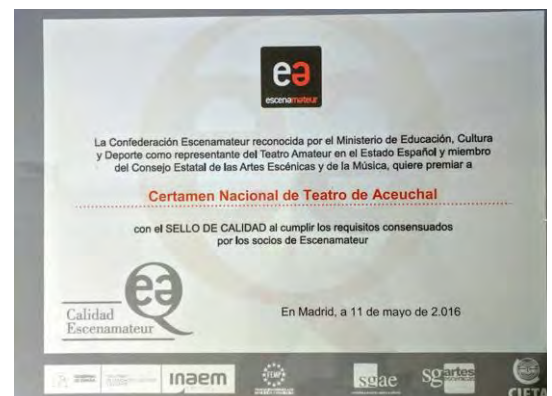 ea
escenamateur
La Confederación Escenamateur reconocida por el Ministerio de Educación, Cultura
y Deporte como representante del Teatro Amateur en el Estado Español y miembro
del Consejo Estatal de las Artes Escénicas y de la Música, quiere premiar a
Certamen Nacional de Teatro de Aceuchal
con el SELLO DE CALIDAD al cumplir los requisitos consensuados
por los socios de Escenamateur
ea
Calidad
Escenamateur
En Madrid, a 11 de mayo de 2.016
inaem
sgae
sgartes